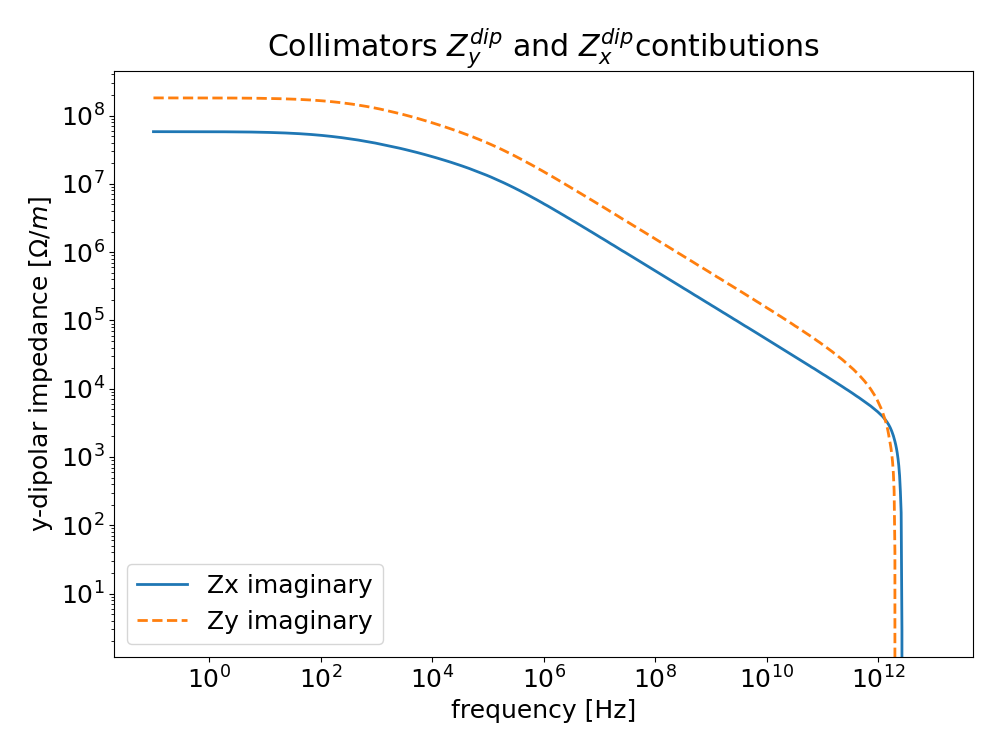 Collimators $Z_y^{dip}$ and $Z_x^{dip}$contibutions
y-dipolar impedance [Ω/m]
10^8
10^7
10^6
10^5
10^4
10^3
10^2
10^1
Zx imaginary
Zy imaginary
10^0 10^2 10^4 10^6 10^8 10^10 10^12
frequency [Hz]